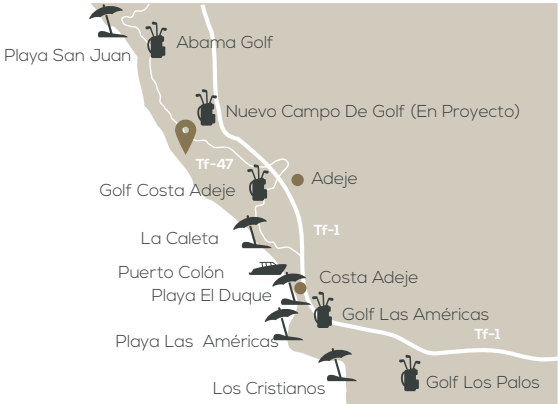 Abama Golf
Playa San Juan
Nuevo Campo De Golf (En Proyecto)
Tf-47
Adeje
Golf Costa Adeje
Tf-1
La Caleta
Puerto Colón
Costa Adeje
Playa El Duque
Golf Las Américas
Tf-1
Playa Las Américas
Golf Los Palos
Los Cristianos